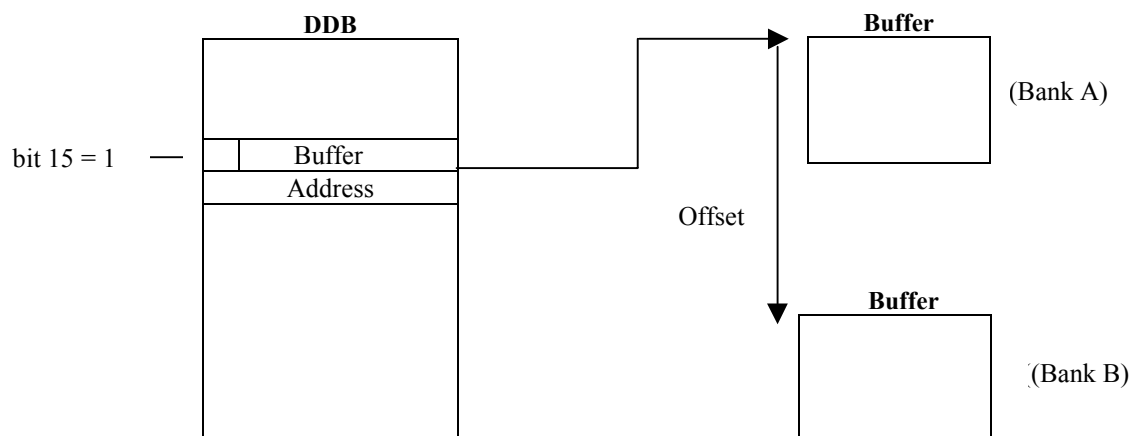 DDB
Buffer
(Bank A)
bit 15 = 1
Buffer
Address
Offset
Buffer
(Bank B)